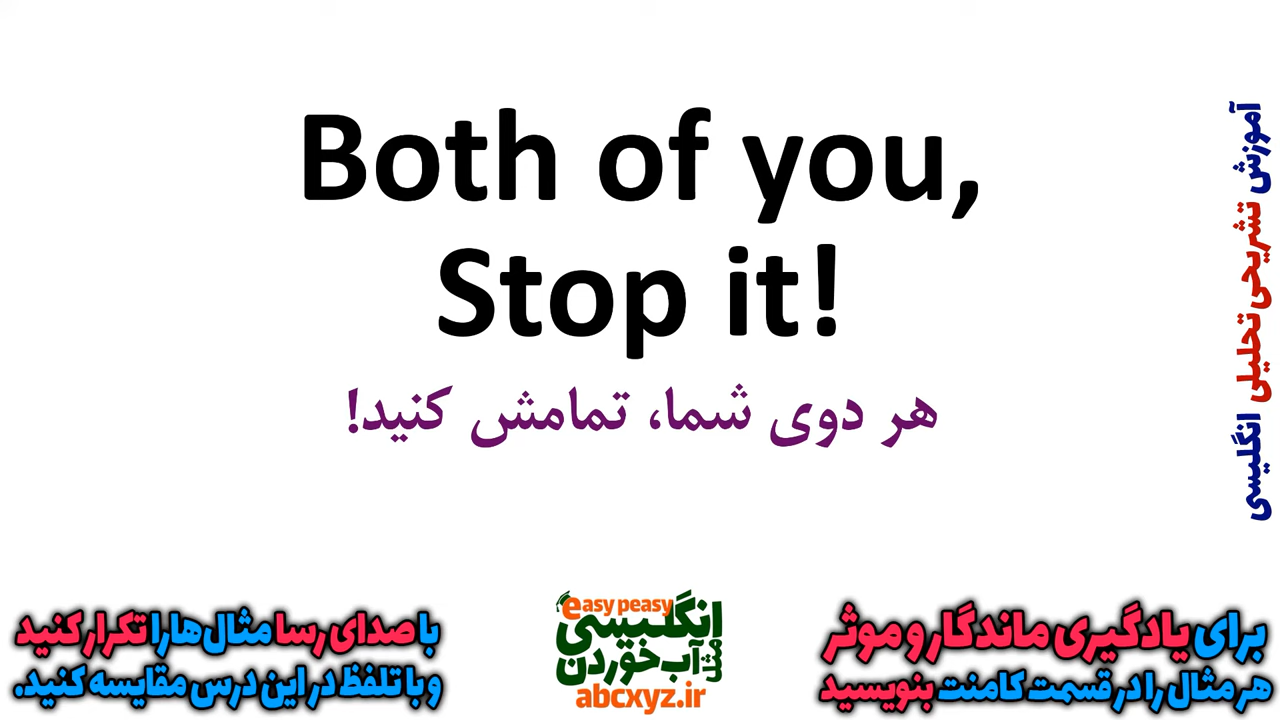 Both of you,
Stop it!
هر دوی شما، تمامش کنید!
آموزش تشریحی تحلیلی انگلیسی
با صدای رسا مثال‌ها را تکرار کنید
و با تلفظ در این درس مقایسه کنید.
easy peasy
انگلیسی
مثل آب خوردن
abcxyz.ir
برای یادگیری ماندگار و موثر
هر مثال را در قسمت کامنت بنویسید